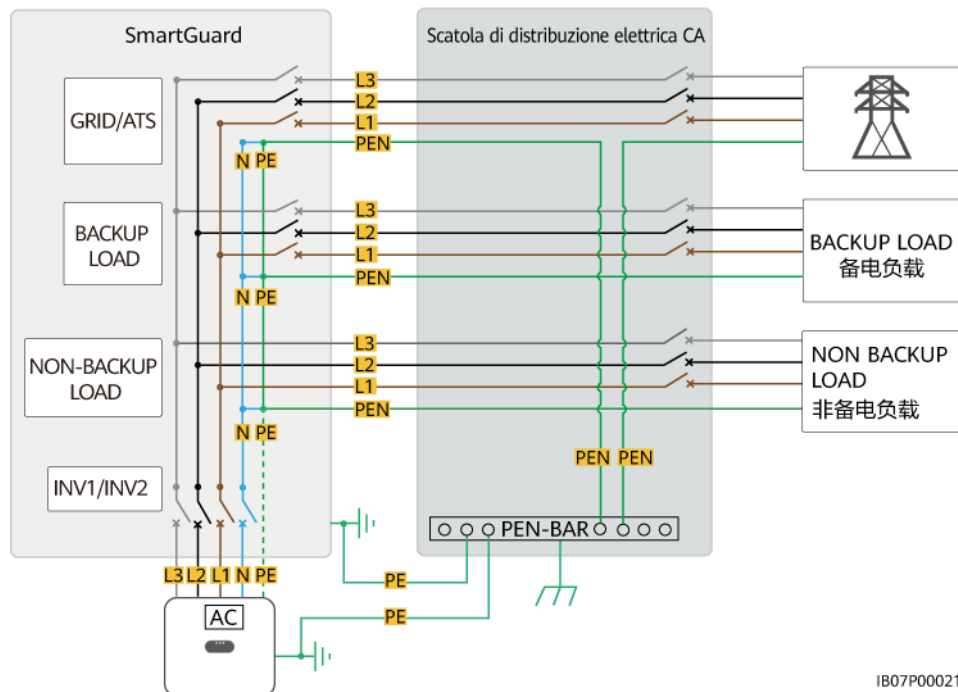 SmartGuard
Scatola di distribuzione elettrica CA
GRID/ATS
L3
L2
L1
PEN
N PE
BACKUP
LOAD
L3
L2
L1
PEN
BACKUP LOAD
备电负载
N PE
NON-BACKUP
LOAD
L3
L2
L1
PEN
NON BACKUP
LOAD
非备电负载
N PE
PEN PEN
INV1/INV2
PEN-BAR
L3 L2 L1 N PE
PE
PE
AC
IB07P00021